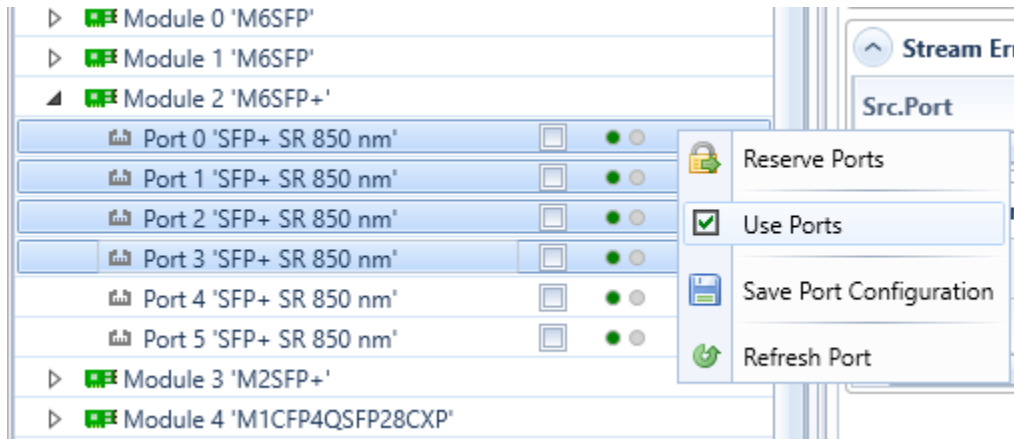 Module 0 'M6SFP'
Module 1 'M6SFP'
Module 2 'M6SFP+'
Port 0 'SFP+ SR 850 nm'
Port 1 'SFP+ SR 850 nm'
Port 2 'SFP+ SR 850 nm'
Port 3 'SFP+ SR 850 nm'
Port 4 'SFP+ SR 850 nm'
Port 5 'SFP+ SR 850 nm'
Module 3 'M2SFP+'
Module 4 'M1CFP4QSFP28CXP'
Reserve Ports
Use Ports
Save Port Configuration
Refresh Port
Stream Err
Src.Port